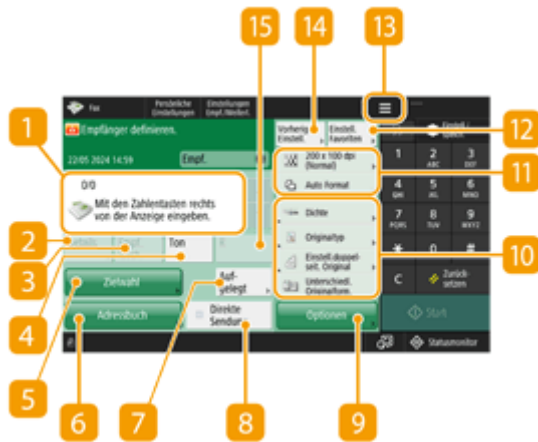 15
14
13
Fax
Persönliche
Einstellungen
Einstellungen
Empf./Weiterl.
1
Empfänger definieren.
Vorherig
Einstell.
Einstell.
Favoriten
Einstell./
12
22/05 2024 14:59
Empf.
200 x 100 dpi
(Normal)
Auto Format
11
1
2
ABC
3
DEF
0/0
Mit den Zahlentasten rechts
von der Anzeige eingeben.
4
GHI
5
JKL
6
MNO
2
Details
Empf.
Ton
R
Dichte
Originaltyp
10
7
PQRS
8
TUV
9
WXYZ
3
Einstell.doppel-
seit. Original
Unterschiedl.
Originalform.
*
0
#
4
Zielwahl
Auf-
gelegt
C
Zurück-
setzen
5
Adressbuch
Direkte
Sendung
Optionen
Start
Statusmonitor
6
7
8
9